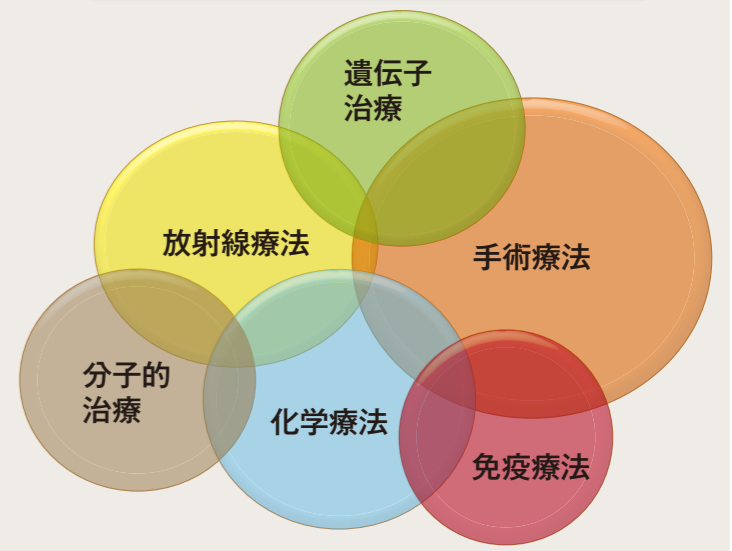 遺伝子
治療
放射線療法
手術療法
分子的
治療
化学療法
免疫療法